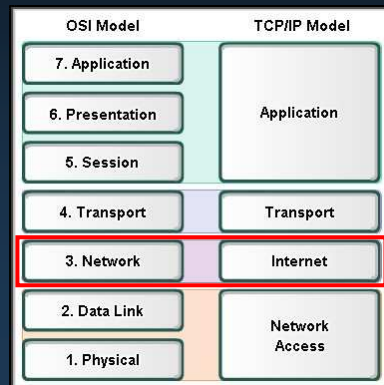 OSI Model
TCP/IP Model
7. Application
6. Presentation
5. Session
Application
4. Transport
Transport
3. Network
Internet
2. Data Link
1. Physical
Network
Access